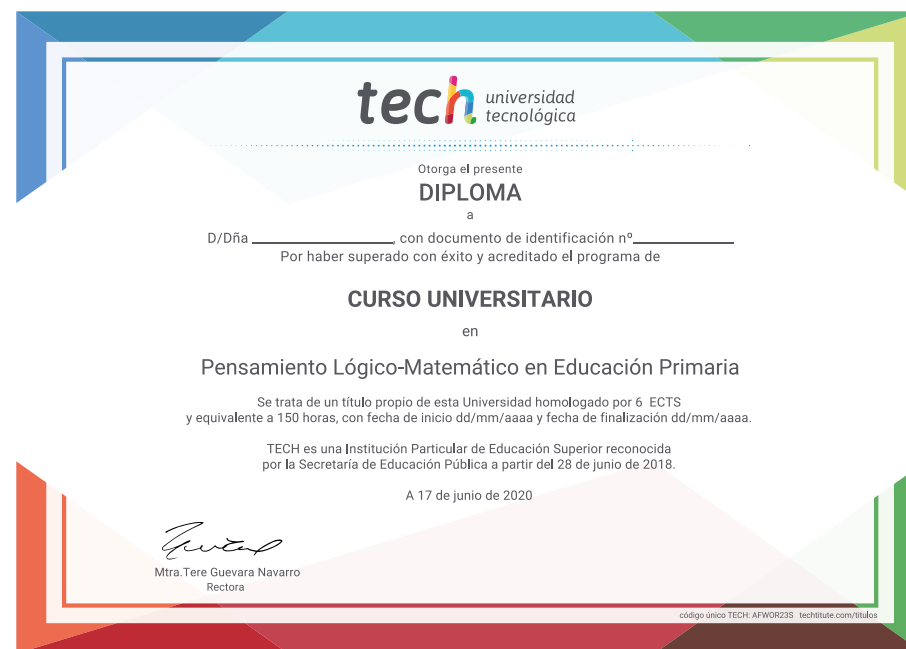 tech universidad
tecnológica
Otorga el presente
DIPLOMA
a
D/Dña ____________________, con documento de identificación nº______________
Por haber superado con éxito y acreditado el programa de
CURSO UNIVERSITARIO
en
Pensamiento Lógico-Matemático en Educación Primaria
Se trata de un título propio de esta Universidad homologado por 6 ECTS
y equivalente a 150 horas, con fecha de inicio dd/mm/aaaa y fecha de finalización dd/mm/aaaa.
TECH es una Institución Particular de Educación Superior reconocida
por la Secretaría de Educación Pública a partir del 28 de junio de 2018.
A 17 de junio de 2020
Mtra.Tere Guevara Navarro
Rectora
código único TECH: AFWOR23S techtitute.com/titulos